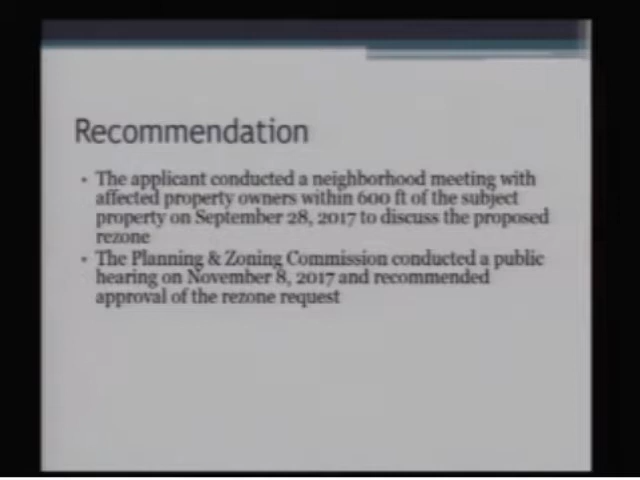 Recommendation
• The applicant conducted a neighborhood meeting with
affected property owners within 600 ft of the subject
property on September 28, 2017 to discuss the proposed
rezone
• The Planning & Zoning Commission conducted a public
hearing on November 8, 2017 and recommended
approval of the rezone request